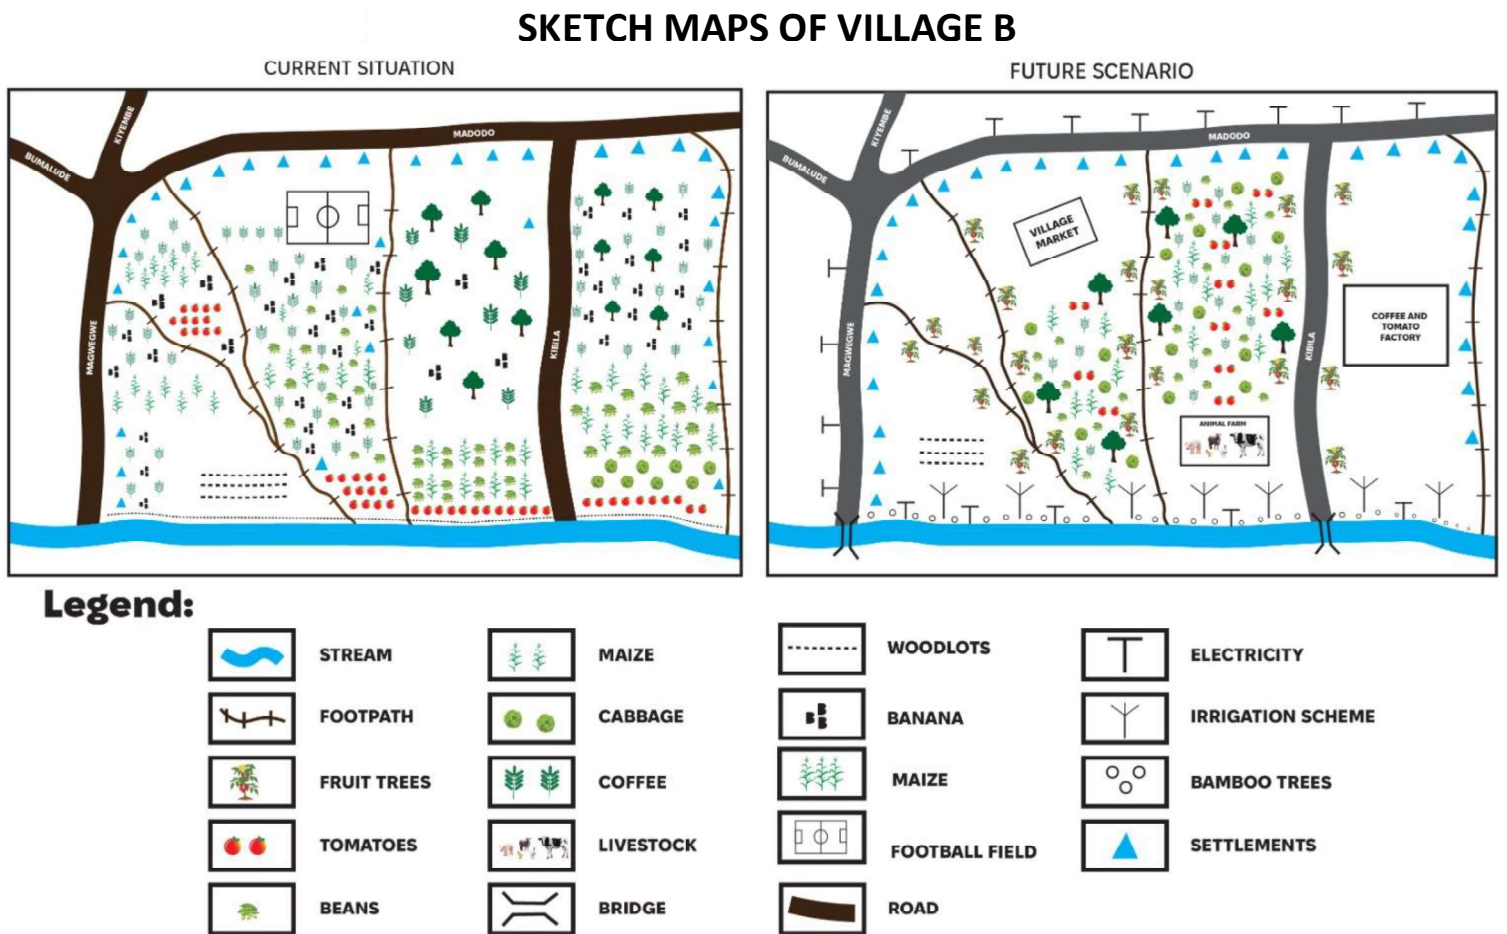 SKETCH MAPS OF VILLAGE B
CURRENT SITUATION
KIYEMBE
BUMALUDE
MADODO
MAGWEGWE
KIBILA
FUTURE SCENARIO
KIYEMBE
BUMALUDE
MADODO
VILLAGE
MARKET
MAGWEGWE
KIBILA
COFFEE AND
TOMATO
FACTORY
ANIMAL FARM
Legend:
STREAM
FOOTPATH
FRUIT TREES
TOMATOES
BEANS
MAIZE
CABBAGE
COFFEE
LIVESTOCK
BRIDGE
WOODLOTS
BANANA
MAIZE
FOOTBALL FIELD
ROAD
ELECTRICITY
IRRIGATION SCHEME
BAMBOO TREES
SETTLEMENTS